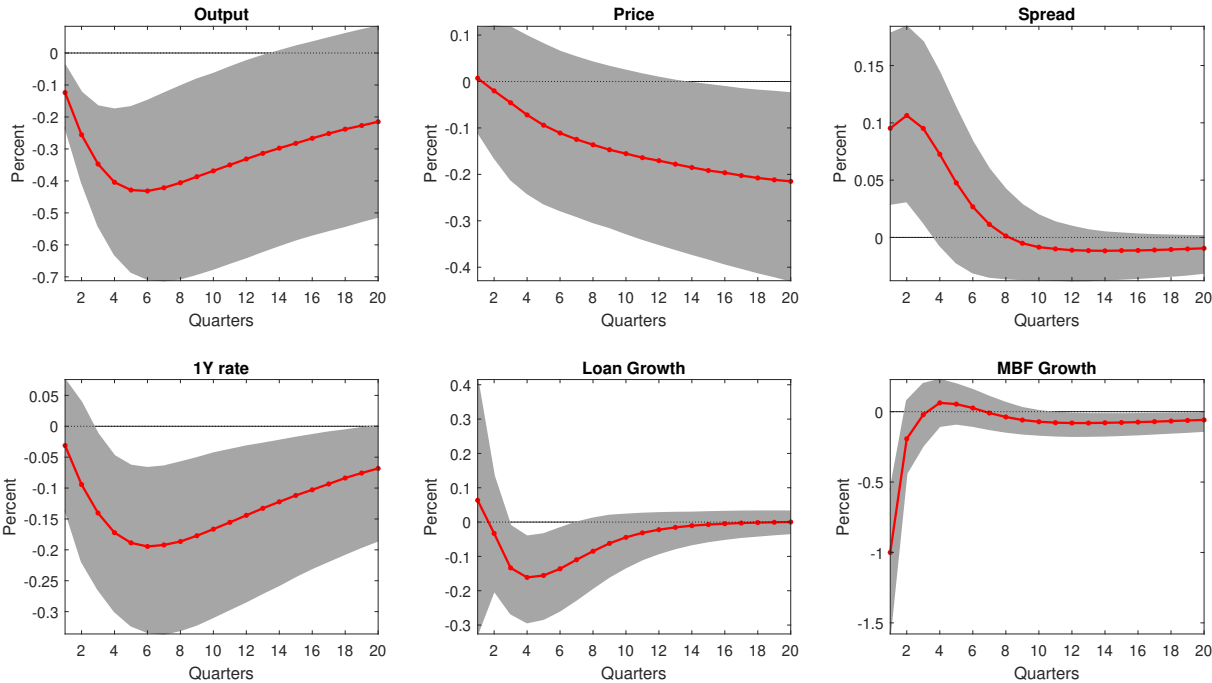 Output
Price
Spread
Percent
0
-0.1
-0.2
-0.3
-0.4
-0.5
-0.6
-0.7
2 4 6 8 10 12 14 16 18 20
Quarters
Percent
0.1
0
-0.1
-0.2
-0.3
-0.4
2 4 6 8 10 12 14 16 18 20
Quarters
Percent
0.15
0.1
0.05
0
2 4 6 8 10 12 14 16 18 20
Quarters
1Y rate
Loan Growth
MBF Growth
Percent
0.05
0
-0.05
-0.1
-0.15
-0.2
-0.25
-0.3
2 4 6 8 10 12 14 16 18 20
Quarters
Percent
0.4
0.3
0.2
0.1
0
-0.1
-0.2
-0.3
2 4 6 8 10 12 14 16 18 20
Quarters
Percent
0
-0.5
-1
-1.5
2 4 6 8 10 12 14 16 18 20
Quarters